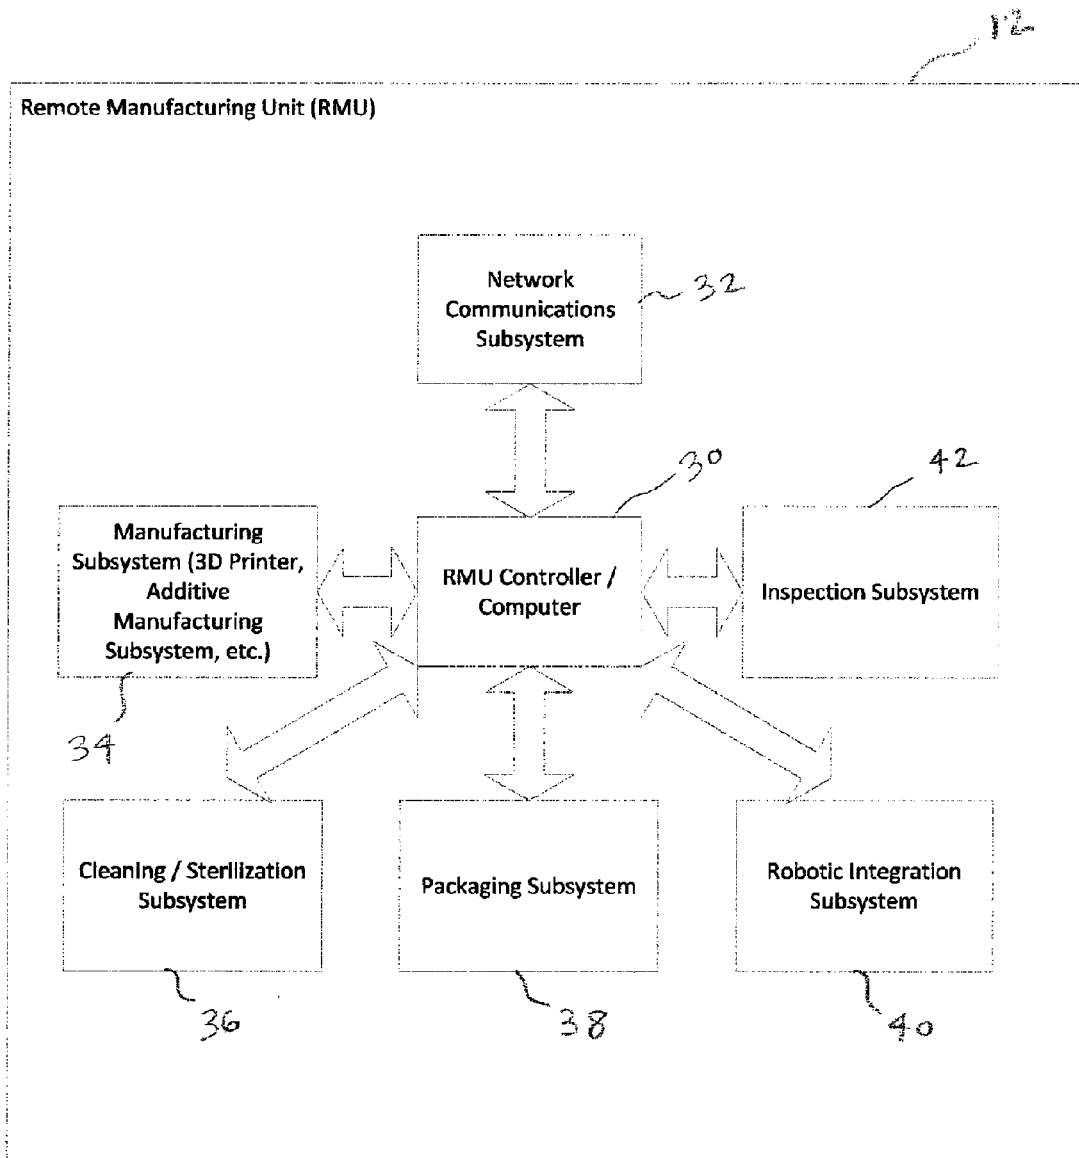 12
Remote Manufacturing Unit (RMU)
Network
Communications
Subsystem
32
30
42
Manufacturing
Subsystem (3D Printer,
Additive
Manufacturing
Subsystem, etc.)
RMU Controller /
Computer
Inspection Subsystem
34
Cleaning / Sterilization
Subsystem
Packaging Subsystem
Robotic Integration
Subsystem
36
38
40